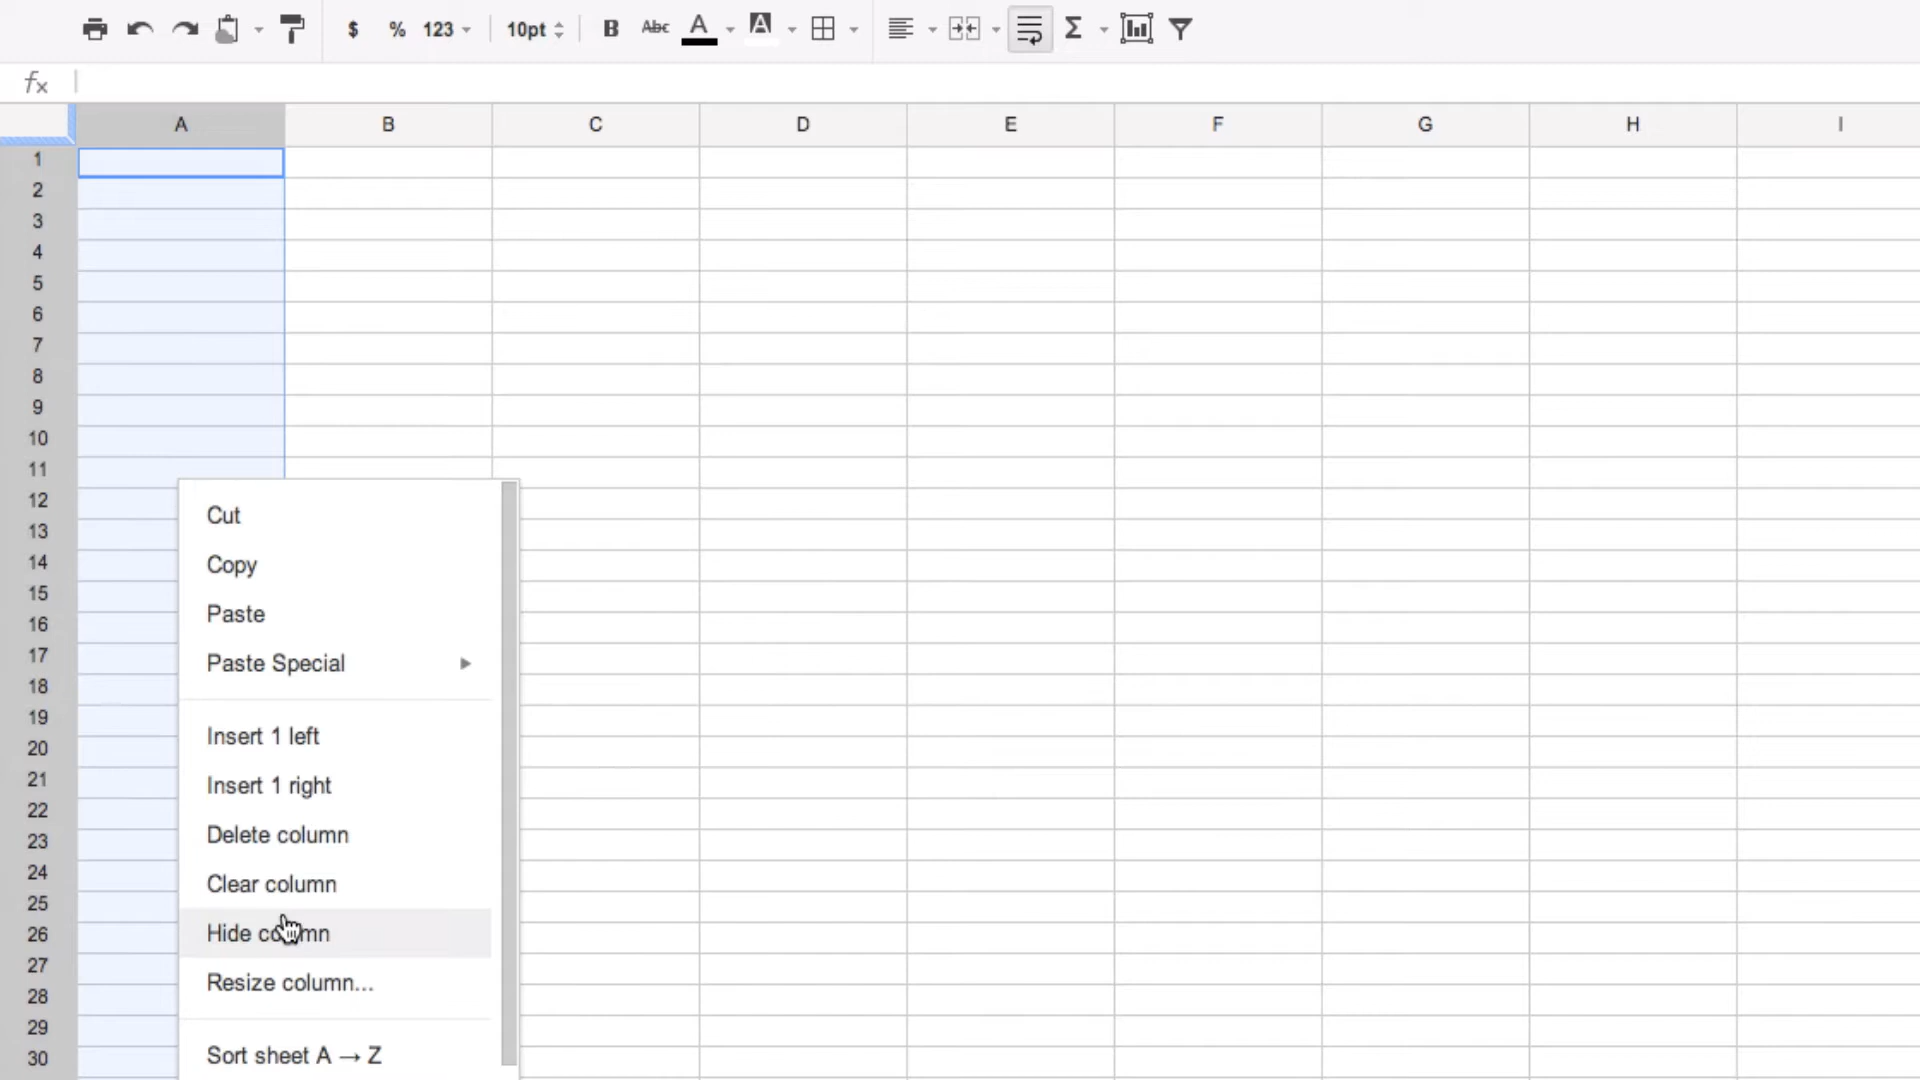 $ % 123 10pt B Abc A A Σ
fx
A B C D E F G H I
1
2
3
4
5
6
7
8
9
10
11
12
13
14
15
16
17
18
19
20
21
22
23
24
25
26
27
28
29
30
Cut
Copy
Paste
Paste Special
Insert 1 left
Insert 1 right
Delete column
Clear column
Hide column
Resize column...
Sort sheet A → Z